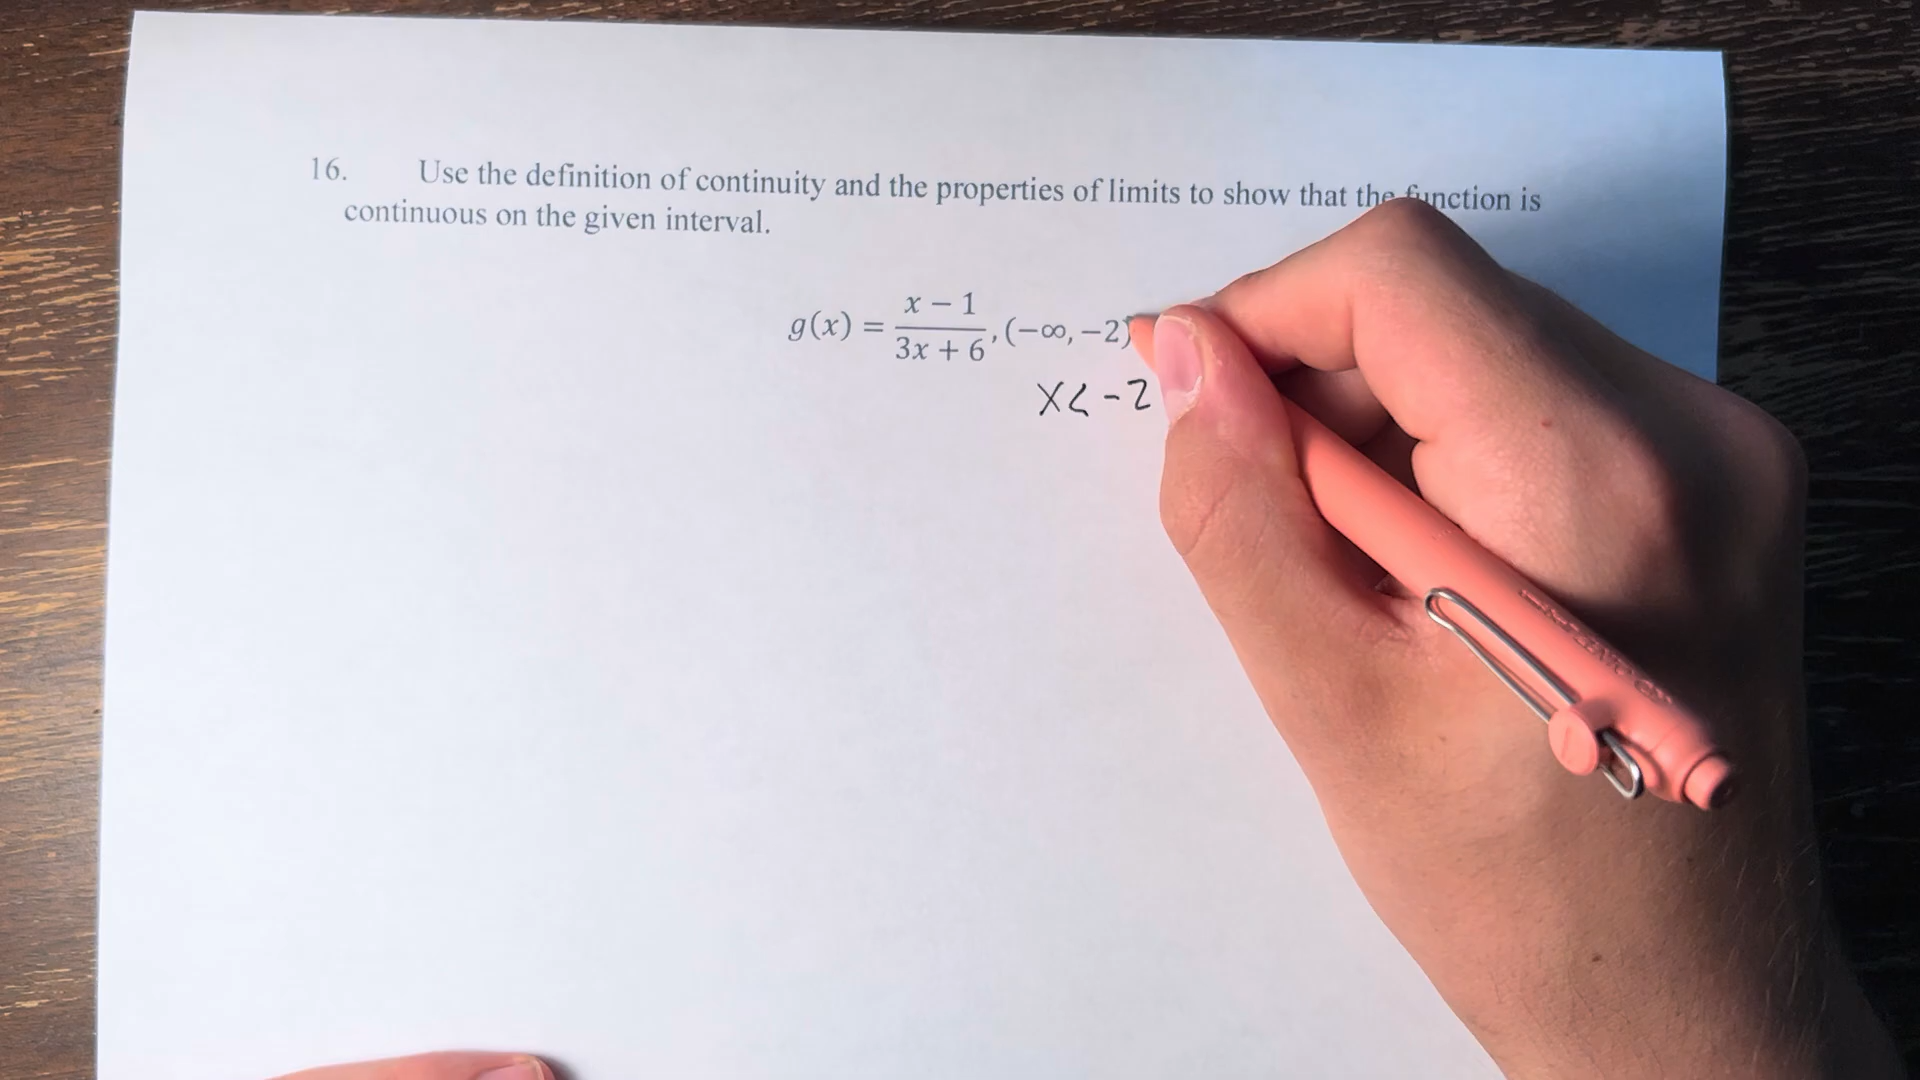 16. Use the definition of continuity and the properties of limits to show that the function is
continuous on the given interval.
g(x) = \frac{x − 1}{3x + 6}, (−∞, −2)
x < -2